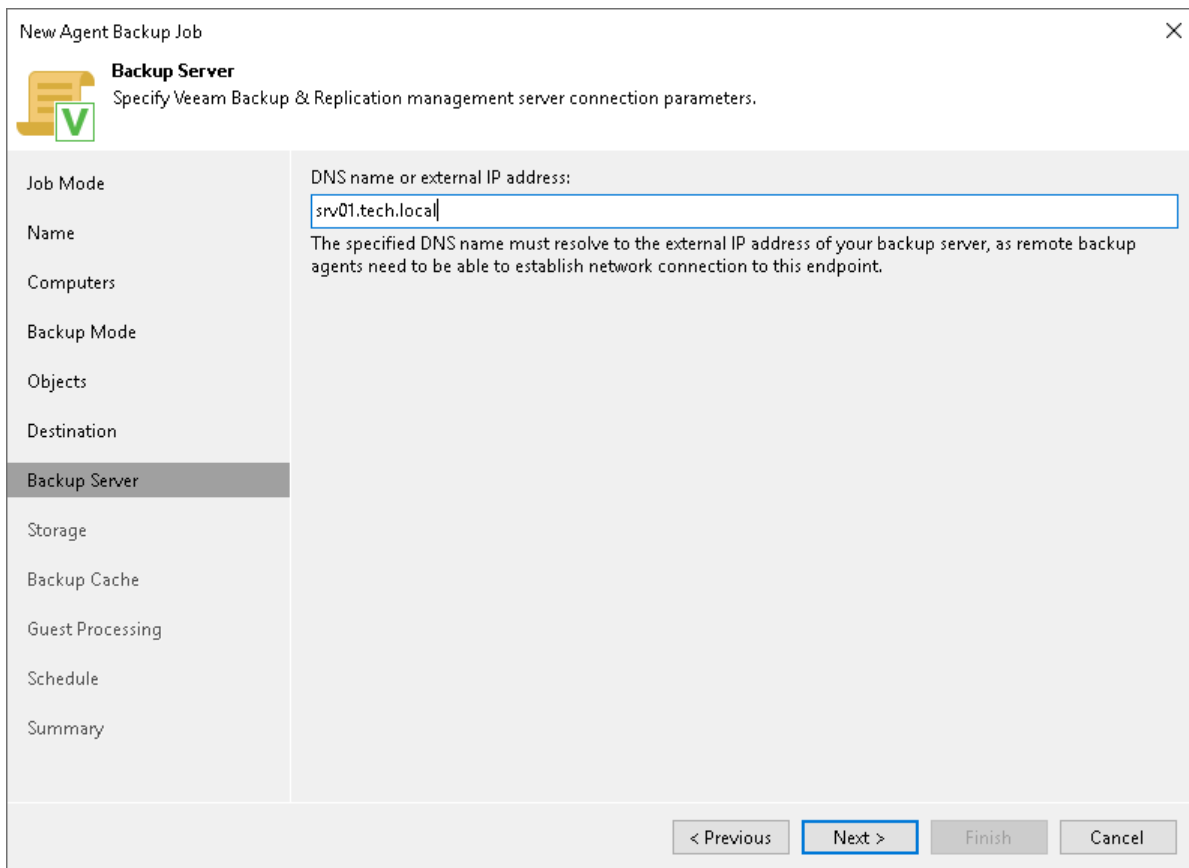 New Agent Backup Job
Backup Server
Specify Veeam Backup & Replication management server connection parameters.
V
Job Mode
Name
Computers
Backup Mode
Objects
Destination
Backup Server
Storage
Backup Cache
Guest Processing
Schedule
Summary
DNS name or external IP address:
srv01.tech.local
The specified DNS name must resolve to the external IP address of your backup server, as remote backup
agents need to be able to establish network connection to this endpoint.
< Previous
Next >
Finish
Cancel